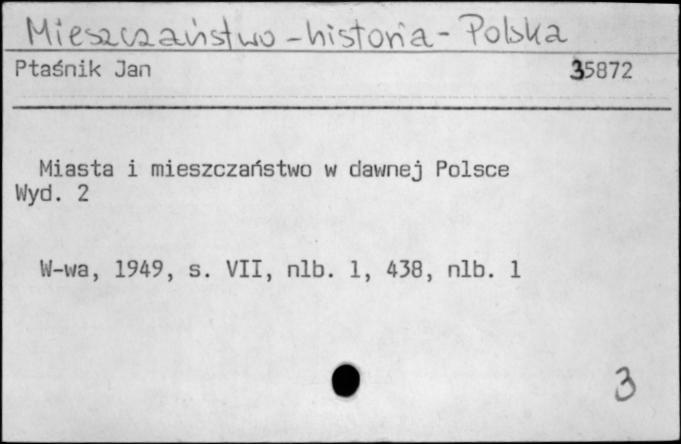 Mieszczaństwo - historia - Polska
Ptaśnik Jan 35872
Miasta i mieszczaństwo w dawnej Polsce
Wyd. 2
W-wa, 1949, s. VII, nlb. 1, 438, nlb. 1
3